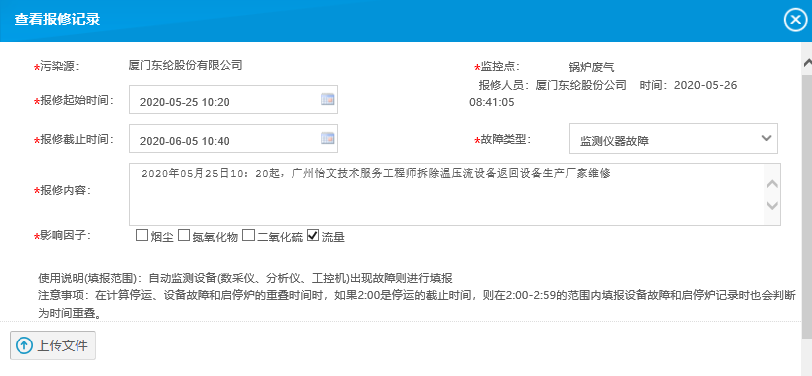 查看报修记录
*污染源： 厦门东纶股份有限公司 *监控点： 锅炉废气
报修人员：厦门东纶股份公司 时间：2020-05-26
08:41:05
*报修起始时间： 2020-05-25 10:20
*报修截止时间： 2020-06-05 10:40 *故障类型： 监测仪器故障
*报修内容： 2020年05月25日10：20起，广州怡文技术服务工程师拆除温压流设备返回设备生产厂家维修
*影响因子： 烟尘 氮氧化物 二氧化硫 流量
使用说明(填报范围)：自动监测设备(数采仪、分析仪、工控机)出现故障则进行填报
注意事项：在计算停运、设备故障和启停炉的重叠时间时，如果2:00是停运的截止时间，则在2:00-2:59的范围内填报设备故障和启停炉记录时也会判断
为时间重叠。
上传文件